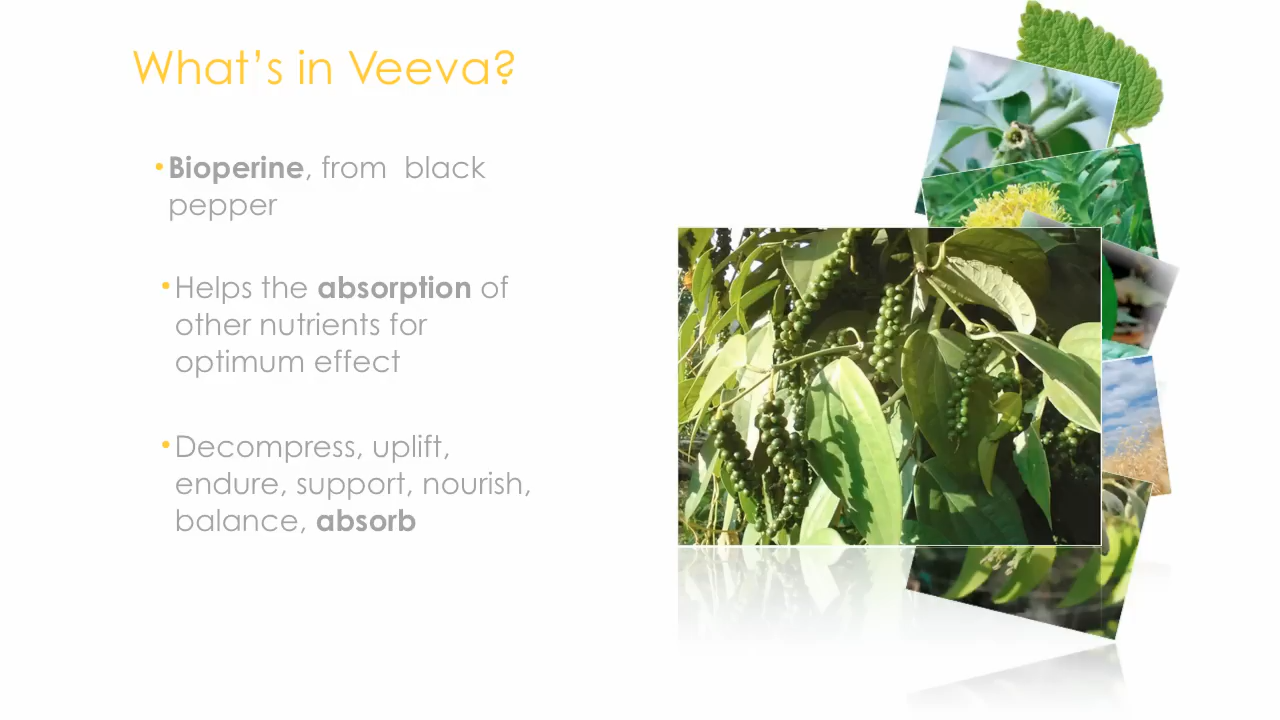 What's in Veeva?
•Bioperine, from  black
pepper
•Helps the absorption of
other nutrients for
optimum effect
•Decompress, uplift,
endure, support, nourish,
balance, absorb